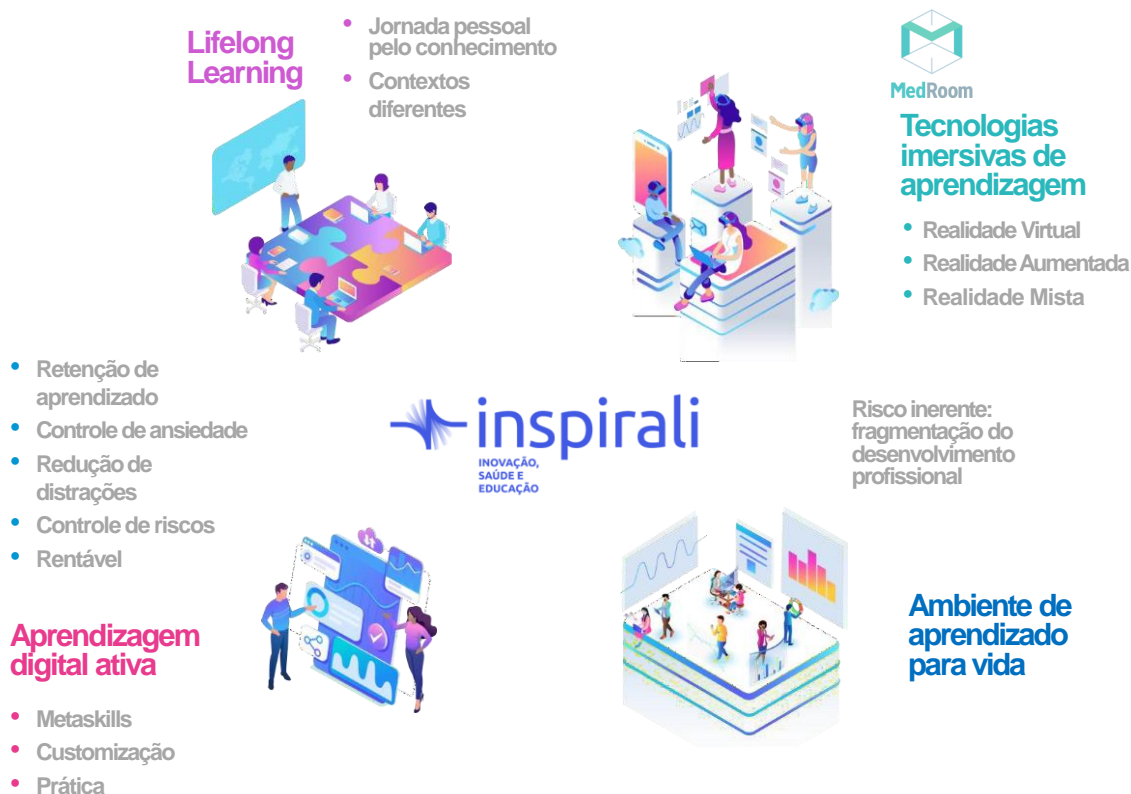 Lifelong
Learning
• Jornada pessoal
pelo conhecimento
• Contextos
diferentes
MedRoom
Tecnologias
imersivas de
aprendizagem
• Realidade Virtual
• Realidade Aumentada
• Realidade Mista
• Retenção de
aprendizado
• Controle de ansiedade
• Redução de
distrações
• Controle de riscos
• Rentável
inspirali
INOVAÇÃO,
SAÚDE E
EDUCAÇÃO
Risco inerente:
fragmentação do
desenvolvimento
profissional
Aprendizagem
digital ativa
• Metaskills
• Customização
• Prática
Ambiente de
aprendizado
para vida